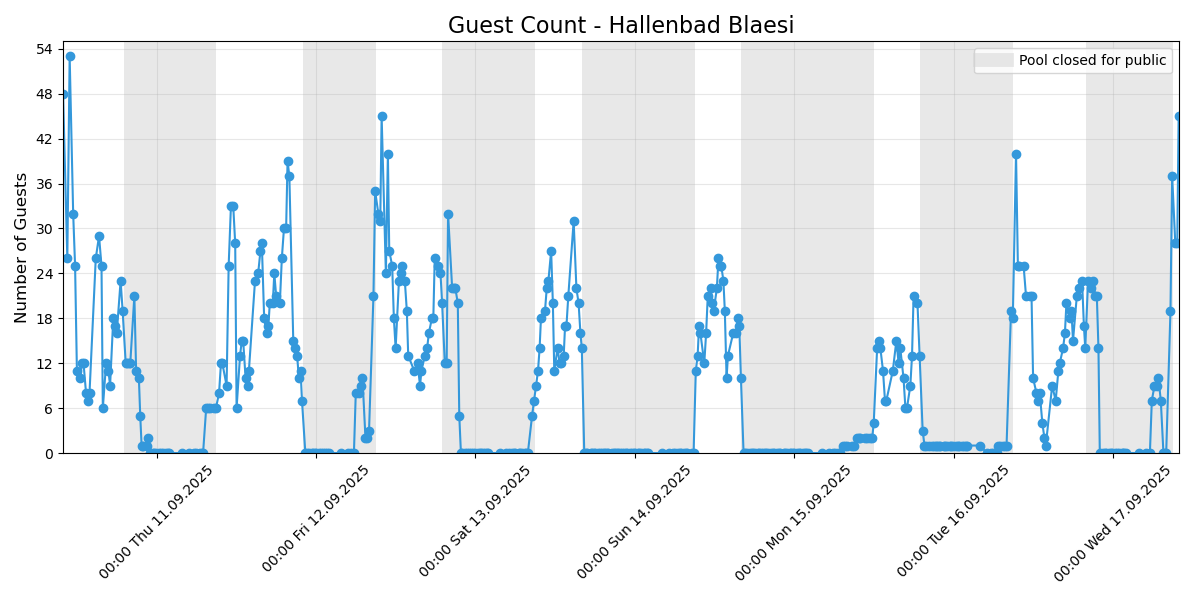 Guest Count - Hallenbad Blaesi
Pool closed for public
Number of Guests
54
48
42
36
30
24
18
12
6
0
00:00 Thu 11.09.2025
00:00 Fri 12.09.2025
00:00 Sat 13.09.2025
00:00 Sun 14.09.2025
00:00 Mon 15.09.2025
00:00 Tue 16.09.2025
00:00 Wed 17.09.2025